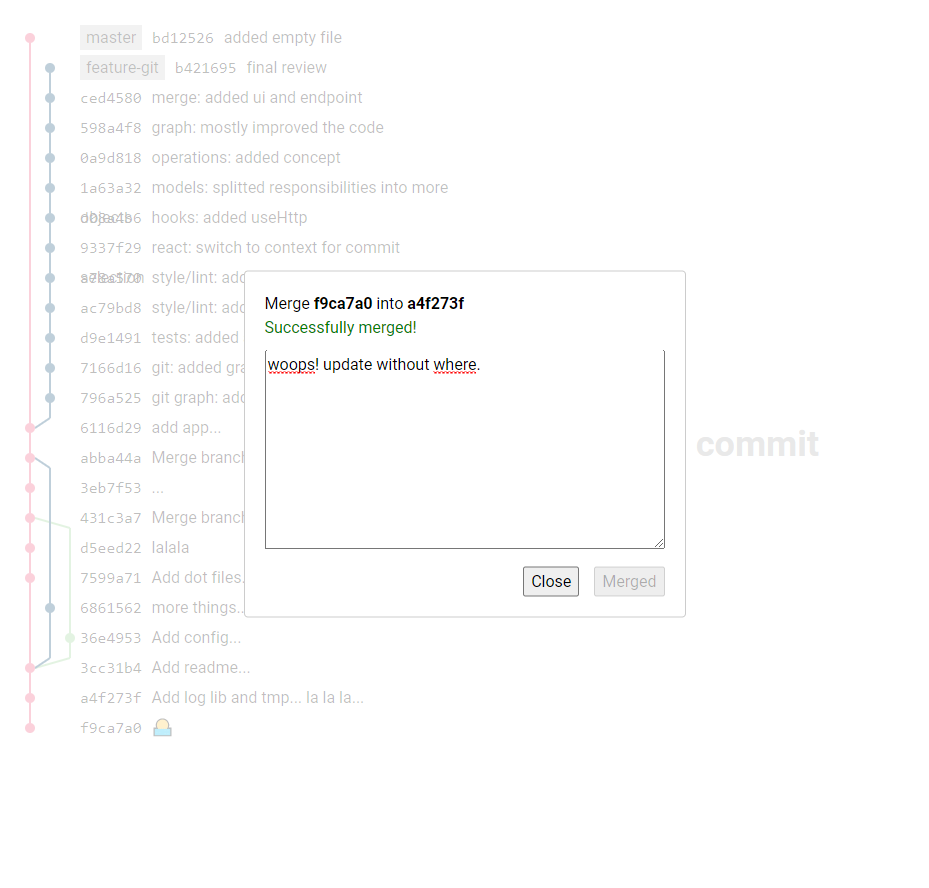 master bd12526 added empty file
feature-git b421695 final review
ced4580 merge: added ui and endpoint
598a4f8 graph: mostly improved the code
0a9d818 operations: added concept
1a63a32 models: splitted responsibilities into more
objects hooks: added useHttp
9337f29 react: switch to context for commit
selection style/lint: add
ac79bd8 style/lint: add
d9e1491 tests: added
7166d16 git: added gra
796a525 git graph: add
6116d29 add app...
abba44a Merge branch
3eb7f53 ...
431c3a7 Merge branch
d5eed22 lalala
7599a71 Add dot files.
6861562 more things..
36e4953 Add config...
3cc31b4 Add readme...
a4f273f Add log lib and tmp... la la la...
f9ca7a0
Merge f9ca7a0 into a4f273f
Successfully merged!
woops! update without where.
Close Merged
commit